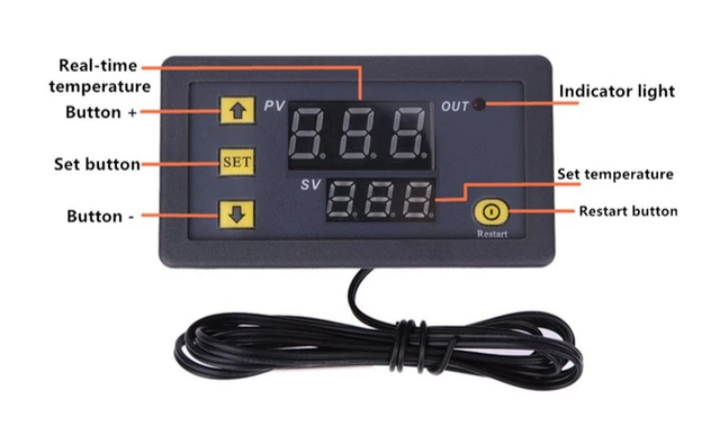 Real-time
temperature
Button +
Set button
Button -
PV
OUT
SET
SV
Restart
Indicator light
Set temperature
Restart button